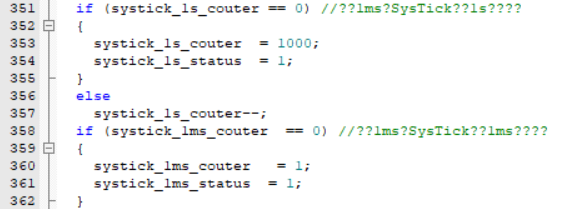 351 if (systick_1s_couter == 0) //??1ms?SysTick??1s????
352 {
353 systick_1s_couter = 1000;
354 systick_1s_status = 1;
355 }
356 else
357 systick_1s_couter--;
358 if (systick_1ms_couter == 0) //??1ms?SysTick??1ms????
359 {
360 systick_1ms_couter = 1;
361 systick_1ms_status = 1;
362 }